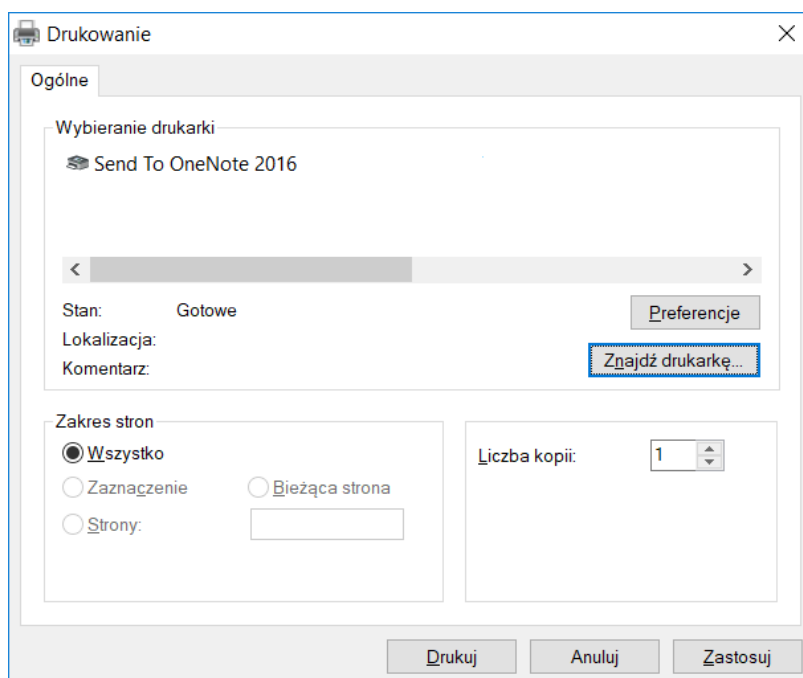 Drukowanie
Ogólne
Wybieranie drukarki
Send To OneNote 2016
Stan: Gotowe
Preferencje
Lokalizacja:
Znajdź drukarkę...
Komentarz:
Zakres stron
Wszystko
Liczba kopii: 1
Zaznaczenie Bieżąca strona
Strony:
Drukuj Anuluj Zastosuj